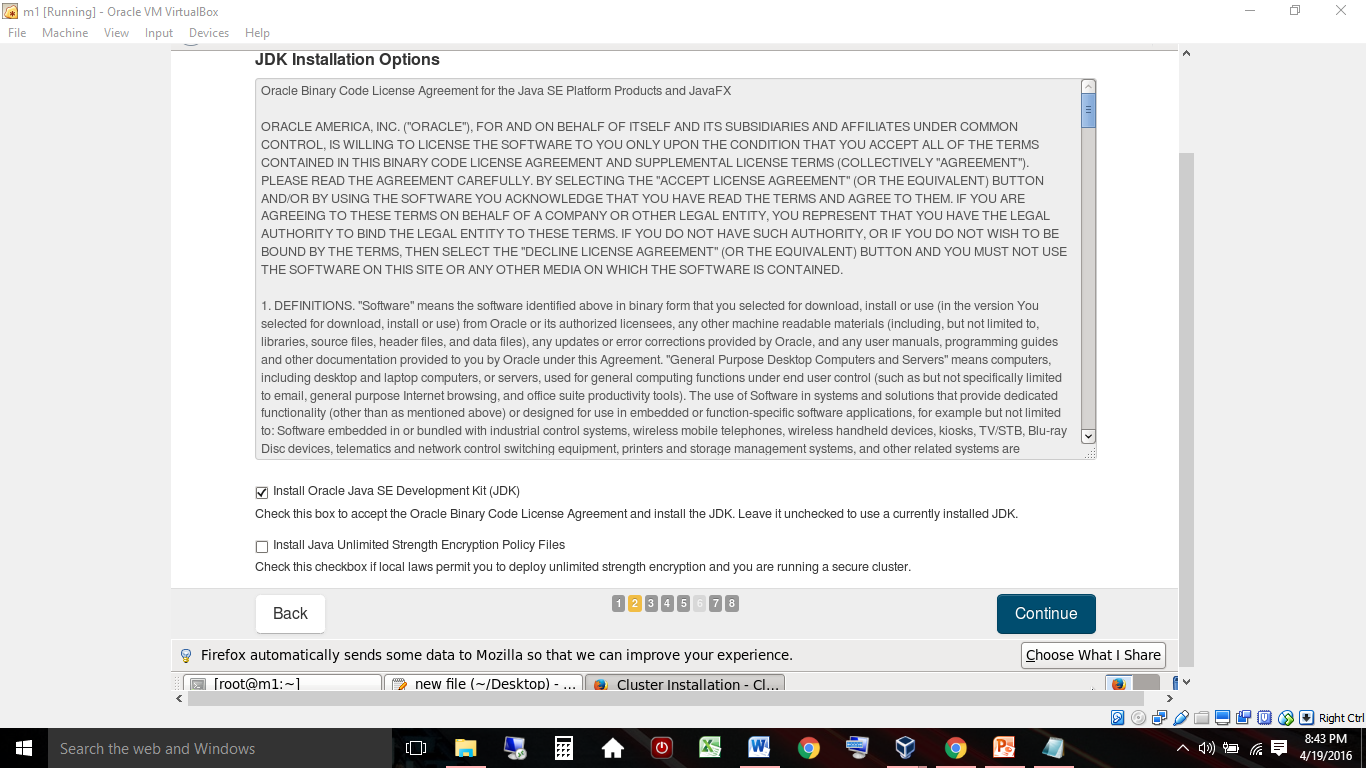 m1 [Running] - Oracle VM VirtualBox
File Machine View Input Devices Help
JDK Installation Options
Oracle Binary Code License Agreement for the Java SE Platform Products and JavaFX
ORACLE AMERICA, INC. ("ORACLE"), FOR AND ON BEHALF OF ITSELF AND ITS SUBSIDIARIES AND AFFILIATES UNDER COMMON
CONTROL, IS WILLING TO LICENSE THE SOFTWARE TO YOU ONLY UPON THE CONDITION THAT YOU ACCEPT ALL OF THE TERMS
CONTAINED IN THIS BINARY CODE LICENSE AGREEMENT AND SUPPLEMENTAL LICENSE TERMS (COLLECTIVELY "AGREEMENT").
PLEASE READ THE AGREEMENT CAREFULLY. BY SELECTING THE "ACCEPT LICENSE AGREEMENT" (OR THE EQUIVALENT) BUTTON
AND/OR BY USING THE SOFTWARE YOU ACKNOWLEDGE THAT YOU HAVE READ THE TERMS AND AGREE TO THEM. IF YOU ARE
AGREEING TO THESE TERMS ON BEHALF OF A COMPANY OR OTHER LEGAL ENTITY, YOU REPRESENT THAT YOU HAVE THE LEGAL
AUTHORITY TO BIND THE LEGAL ENTITY TO THESE TERMS. IF YOU DO NOT HAVE SUCH AUTHORITY, OR IF YOU DO NOT WISH TO BE
BOUND BY THE TERMS, THEN SELECT THE "DECLINE LICENSE AGREEMENT" (OR THE EQUIVALENT) BUTTON AND YOU MUST NOT USE
THE SOFTWARE ON THIS SITE OR ANY OTHER MEDIA ON WHICH THE SOFTWARE IS CONTAINED.
1. DEFINITIONS. "Software" means the software identified above in binary form that you selected for download, install or use (in the version You
selected for download, install or use) from Oracle or its authorized licensees, any other machine readable materials (including, but not limited to,
libraries, source files, header files, and data files), any updates or error corrections provided by Oracle, and any user manuals, programming guides
and other documentation provided to you by Oracle under this Agreement. "General Purpose Desktop Computers and Servers" means computers,
including desktop and laptop computers, or servers, used for general computing functions under end user control (such as but not specifically limited
to email, general purpose Internet browsing, and office suite productivity tools). The use of Software in systems and solutions that provide dedicated
functionality (other than as mentioned above) or designed for use in embedded or function-specific software applications, for example but not limited
to: Software embedded in or bundled with industrial control systems, wireless mobile telephones, wireless handheld devices, kiosks, TV/STB, Blu-ray
Disc devices, telematics and network control switching equipment, printers and storage management systems, and other related systems are
Install Oracle Java SE Development Kit (JDK)
Check this box to accept the Oracle Binary Code License Agreement and install the JDK. Leave it unchecked to use a currently installed JDK.
Install Java Unlimited Strength Encryption Policy Files
Check this checkbox if local laws permit you to deploy unlimited strength encryption and you are running a secure cluster.
Back 1 2 3 4 5 6 7 8 Continue
Firefox automatically sends some data to Mozilla so that we can improve your experience. Choose What I Share
[root@m1:~] new file (~/Desktop) - ... Cluster Installation - Cl...
Right Ctrl
Search the web and Windows
8:43 PM
4/19/2016